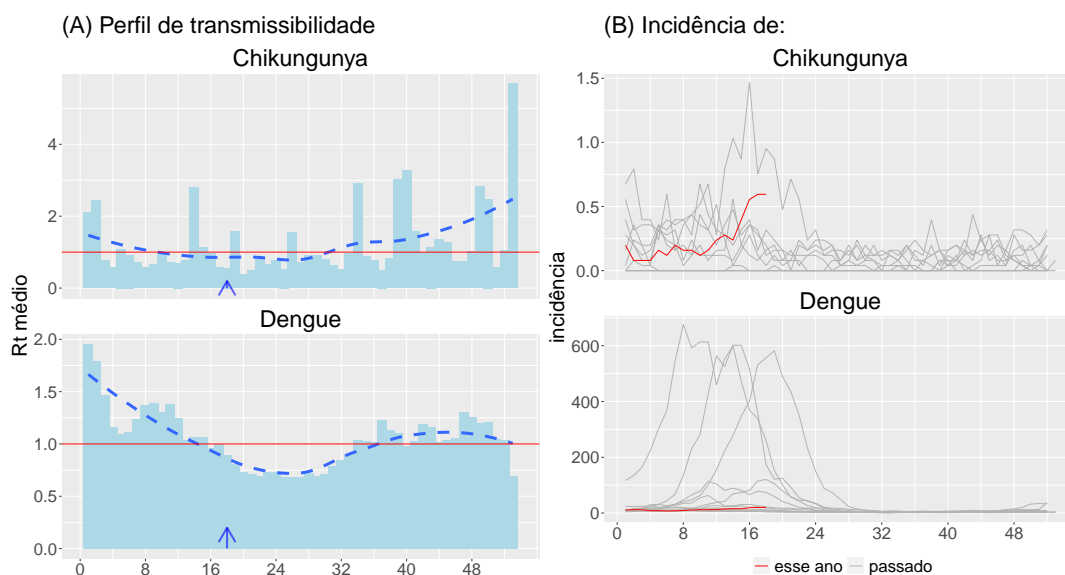 (A) Perfil de transmissibilidade
Chikungunya
4
2
0
Dengue
2.0
1.5
1.0
0.5
0.0
0 8 16 24 32 40 48
Rt médio
(B) Incidência de:
Chikungunya
1.5
1.0
0.5
0.0
Dengue
600
400
200
0
0 8 16 24 32 40 48
incidência
esse ano passado